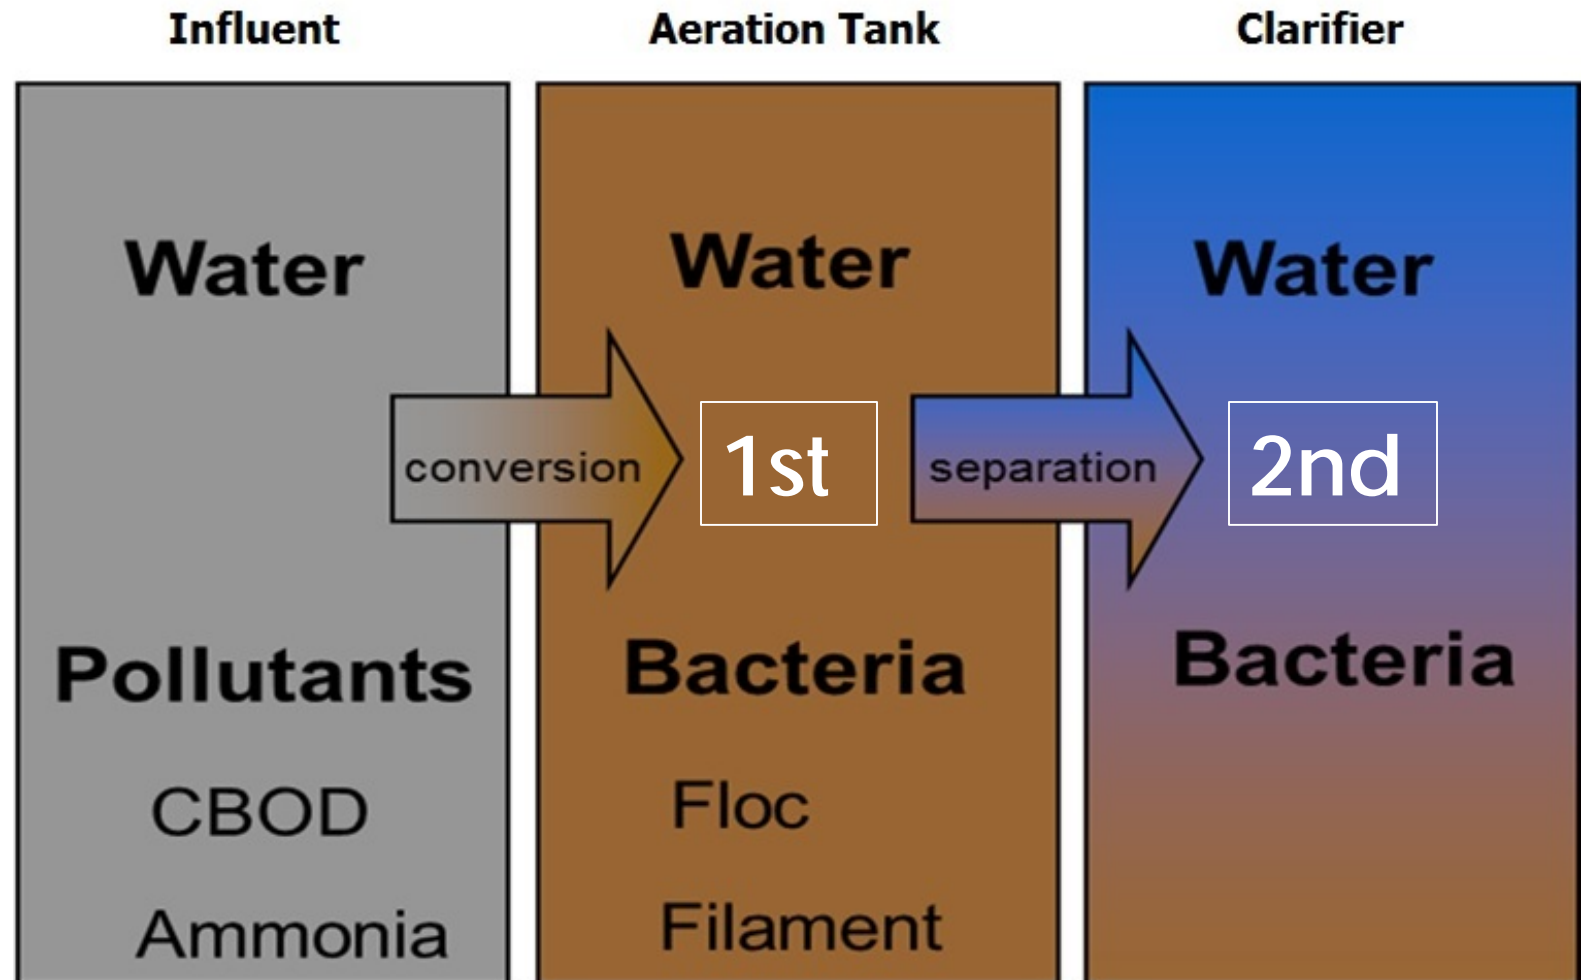 Influent
Water
Pollutants
CBOD
Ammonia
conversion
Aeration Tank
Water
1st
Bacteria
Floc
Filament
separation
Clarifier
Water
2nd
Bacteria